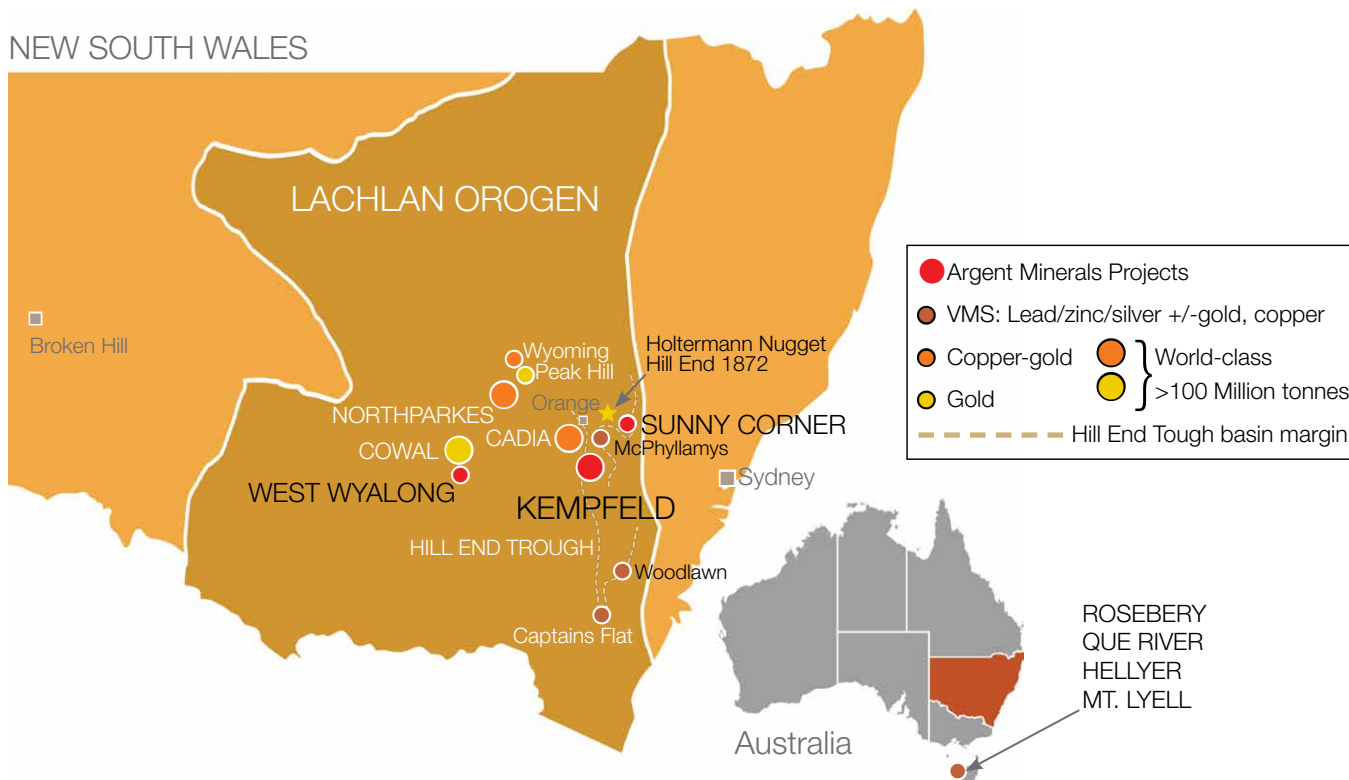 NEW SOUTH WALES
LACHLAN OROGEN
Broken Hill
Wyoming
Peak Hill
Holtermann Nugget
Hill End 1872
NORTHPARKES
Orange
SUNNY CORNER
CADIA
McPhyllamys
COWAL
WEST WYALONG
KEMPFELD
Sydney
HILL END TROUGH
Woodlawn
Captains Flat
Argent Minerals Projects
VMS: Lead/zinc/silver +/-gold, copper
Copper-gold
World-class
>100 Million tonnes
Gold
Hill End Tough basin margin
Australia
ROSEBERY
QUE RIVER
HELLYER
MT. LYELL